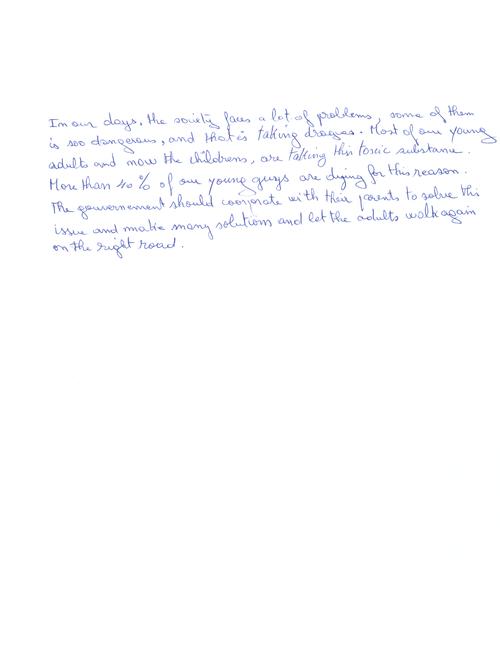 In our days, the society faces a lot of problems, some of them
is soo dangerous, and that is taking drogues. Most of our young
adults and now the childrens, are taking this toxic substance.
More than 40 % of our young guys are dying for this reason.
The gouvernement should cooprate with their parents to solve this
issue and make many solutions and let the adults walk again
on the right road.